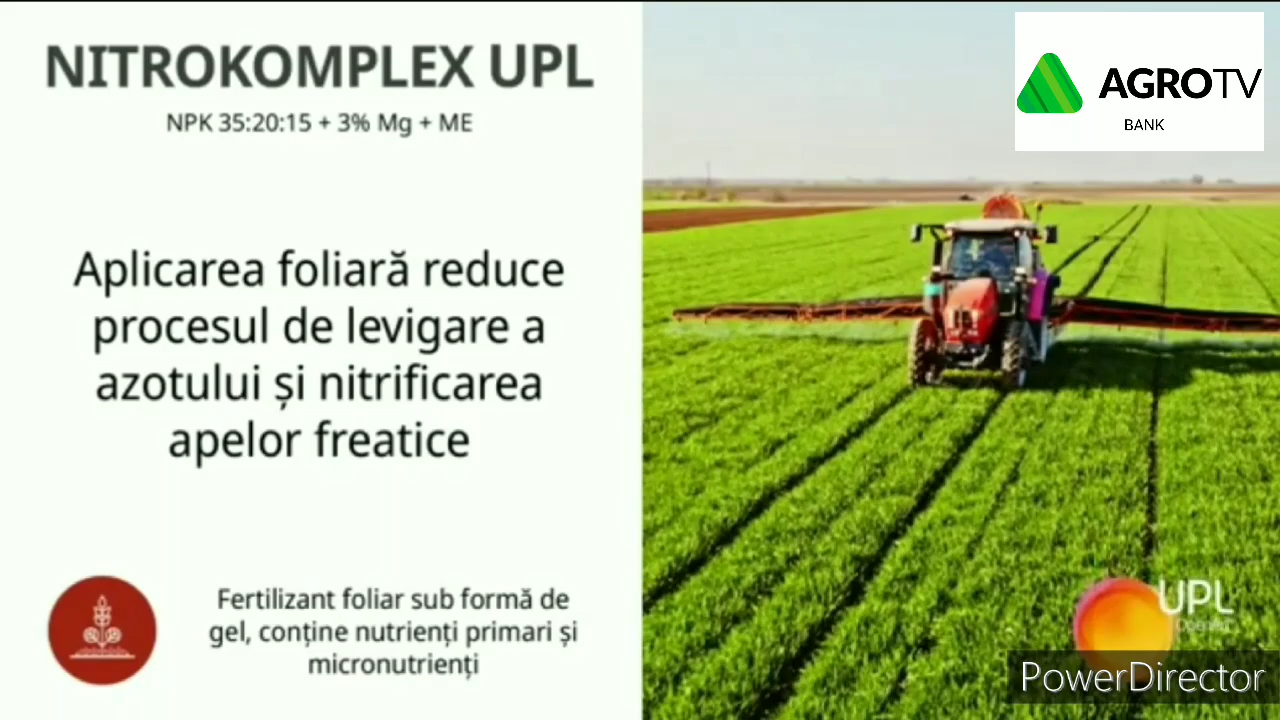 NITROKOMPLEX UPL
NPK 35:20:15 + 3% Mg + ME
Aplicarea foliară reduce
procesul de levigare a
azotului și nitrificarea
apelor freatice
Fertilizant foliar sub formă de
gel, conține nutrienți primari și
micronutrienți
AGROTV
BANK
UPL
PowerDirector